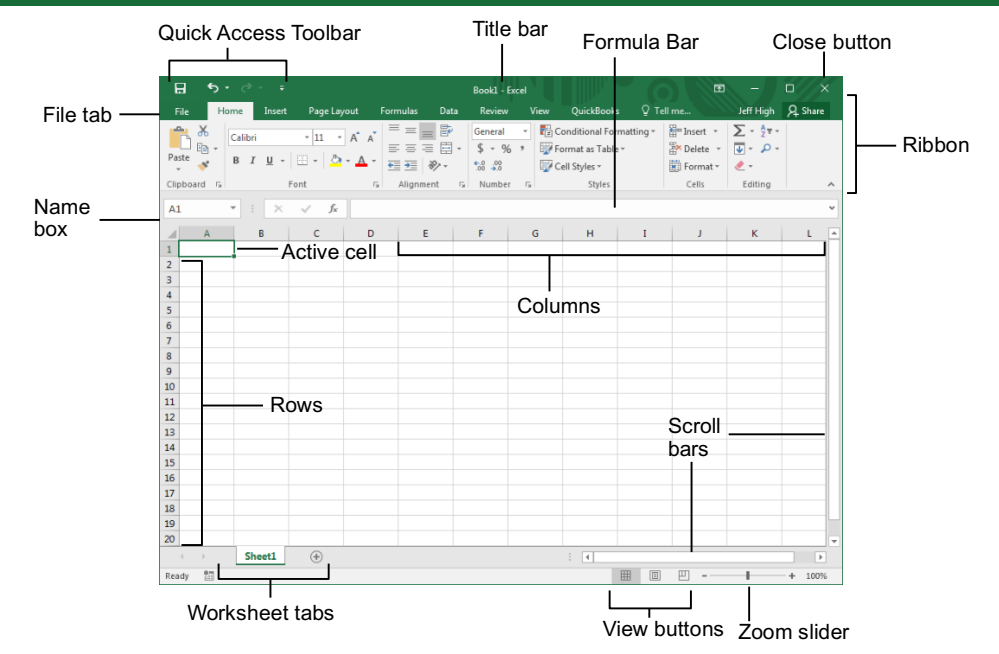 Quick Access Toolbar
Title bar
Formula Bar
Close button
File tab
Ribbon
Name
box
Book1 - Excel
File Home Insert Page Layout Formulas Data Review View QuickBooks Tell me... Jeff High Share
Calibri 11 A A General Conditional Formatting Insert
Paste B I U A $ % , Format as Table Delete
.0 .00 .00 .0 Cell Styles Format
Clipboard Font Alignment Number Styles Cells Editing
A1 fx
A B C D E F G H I J K L
Active cell
Columns
Rows
Scroll
bars
1
2
3
4
5
6
7
8
9
10
11
12
13
14
15
16
17
18
19
20
Sheet1
Ready 100%
Worksheet tabs
View buttons
Zoom slider